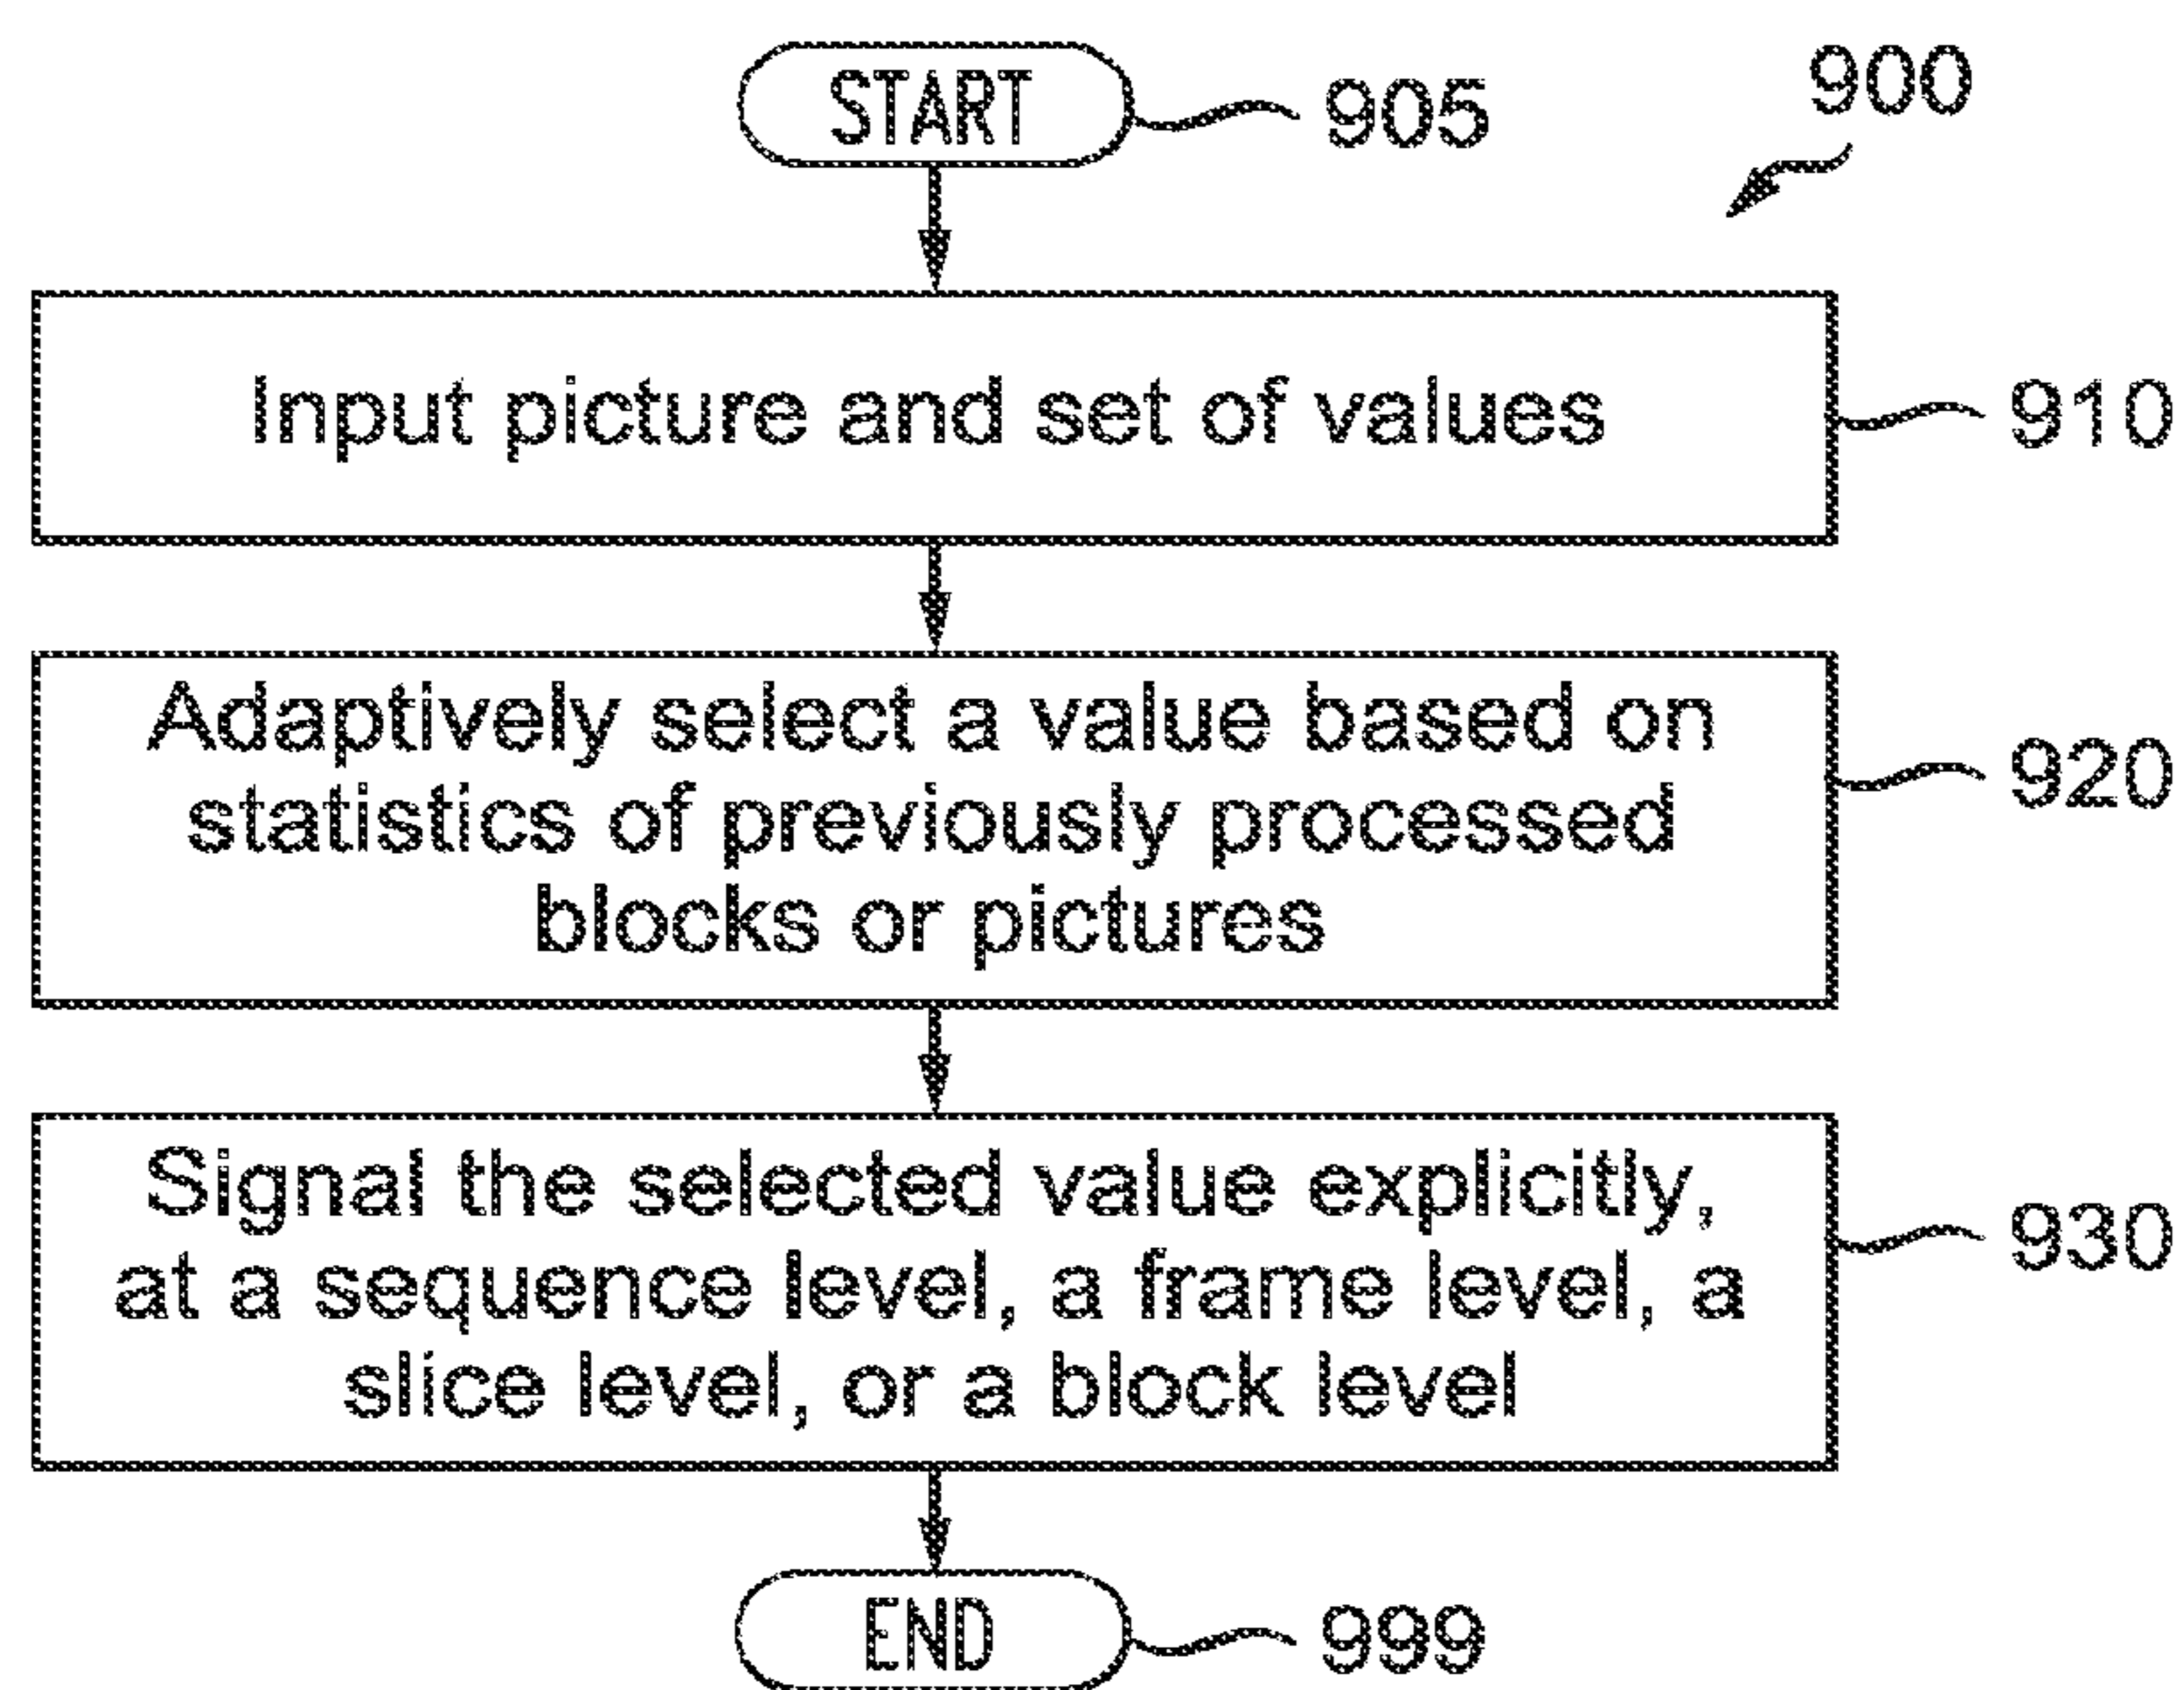 START
905
900
Input picture and set of values
910
Adaptively select a value based on
statistics of previously processed
blocks or pictures
920
Signal the selected value explicitly,
at a sequence level, a frame level, a
slice level, or a block level
930
END
999